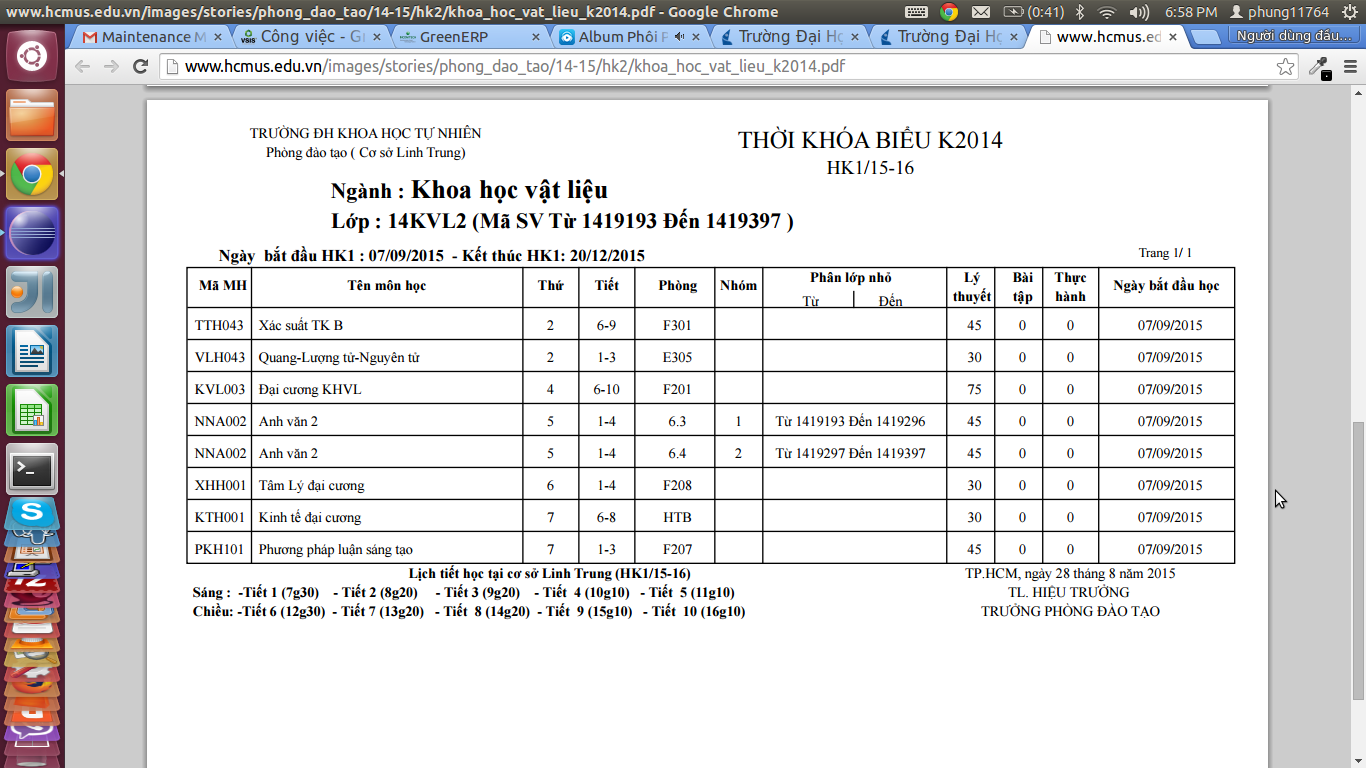 www.hcmus.edu.vn/images/stories/phong_dao_tao/14-15/hk2/khoa_hoc_vat_lieu_k2014.pdf - Google Chrome (0:41) 6:58 PM phung11764
Maintenance M Công việc - Gr GreenERP Album Phôi P Trường Đại Họ Trường Đại Họ www.hcmus.ed Người dùng đầu...
www.hcmus.edu.vn/images/stories/phong_dao_tao/14-15/hk2/khoa_hoc_vat_lieu_k2014.pdf
TRƯỜNG ĐH KHOA HỌC TỰ NHIÊN THỜI KHÓA BIỂU K2014
Phòng đào tạo ( Cơ sở Linh Trung) HK1/15-16
Ngành : Khoa học vật liệu
Lớp : 14KVL2 (Mã SV Từ 1419193 Đến 1419397 )
Ngày bắt đầu HK1 : 07/09/2015 - Kết thúc HK1: 20/12/2015 Trang 1/ 1
Mã MH Tên môn học Thứ Tiết Phòng Nhóm Phân lớp nhỏ Từ Đến Lý thuyết Bài tập Thực hành Ngày bắt đầu học
TTH043 Xác suất TK B 2 6-9 F301 45 0 0 07/09/2015
VLH043 Quang-Lượng tử-Nguyên tử 2 1-3 E305 30 0 0 07/09/2015
KVL003 Đại cương KHVL 4 6-10 F201 75 0 0 07/09/2015
NNA002 Anh văn 2 5 1-4 6.3 1 Từ 1419193 Đến 1419296 45 0 0 07/09/2015
NNA002 Anh văn 2 5 1-4 6.4 2 Từ 1419297 Đến 1419397 45 0 0 07/09/2015
XHH001 Tâm Lý đại cương 6 1-4 F208 30 0 0 07/09/2015
KTH001 Kinh tế đại cương 7 6-8 HTB 30 0 0 07/09/2015
PKH101 Phương pháp luận sáng tạo 7 1-3 F207 45 0 0 07/09/2015
Lịch tiết học tại cơ sở Linh Trung (HK1/15-16) TP.HCM, ngày 28 tháng 8 năm 2015
Sáng : -Tiết 1 (7g30) - Tiết 2 (8g20) - Tiết 3 (9g20) - Tiết 4 (10g10) - Tiết 5 (11g10) TL. HIỆU TRƯỞNG
Chiều: -Tiết 6 (12g30) - Tiết 7 (13g20) - Tiết 8 (14g20) - Tiết 9 (15g10) - Tiết 10 (16g10) TRƯỞNG PHÒNG ĐÀO TẠO